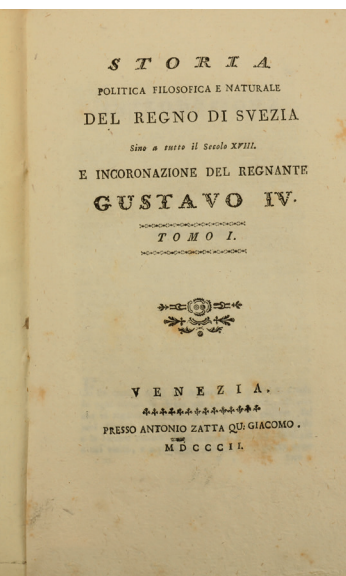 STORIA
POLITICA FILOSOFICA E NATURALE
DEL REGNO DI SVEZIA
Sino a tutto il Secolo XVIII.
E INCORONAZIONE DEL REGNANTE
GUSTAVO IV.
TOMO I.
VENEZIA.
PRESSO ANTONIO ZATTA QU: GIACOMO.
MDCCCII.